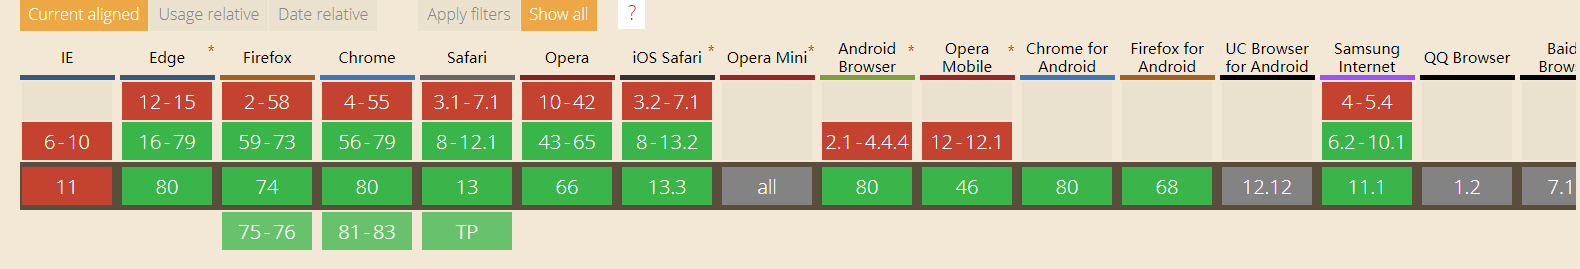 Current aligned Usage relative Date relative Apply filters Show all ?
IE Edge * Firefox Chrome Safari Opera iOS Safari * Opera Mini * Android Browser * Opera Mobile * Chrome for Android Firefox for Android UC Browser for Android Samsung Internet QQ Browser Baid Brow
12-15 2-58 4-55 3.1-7.1 10-42 3.2-7.1 4-5.4
6-10 16-79 59-73 56-79 8-12.1 43-65 8-13.2 2.1-4.4.4 12-12.1 6.2-10.1
11 80 74 80 13 66 13.3 all 80 46 80 68 12.12 11.1 1.2 7.1
75-76 81-83 TP